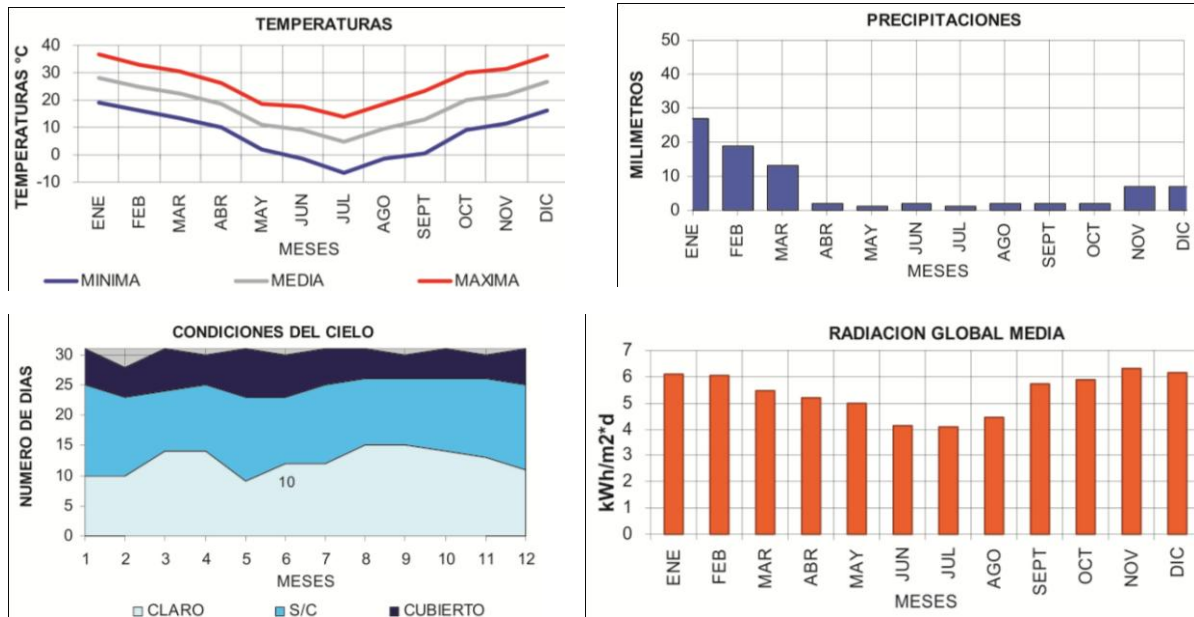 TEMPERATURAS
TEMPERATURAS °C
40
30
20
10
0
-10
ENE FEB MAR ABR MAY JUN JUL AGO SEPT OCT NOV DIC
MESES
MINIMA MEDIA MAXIMA
PRECIPITACIONES
MILIMETROS
50
40
30
20
10
0
ENE FEB MAR ABR MAY JUN JUL AGO SEPT OCT NOV DIC
MESES
CONDICIONES DEL CIELO
NUMERO DE DIAS
30
25
20
15
10
5
0
10
1 2 3 4 5 6 7 8 9 10 11 12
MESES
CLARO S/C CUBIERTO
RADIACION GLOBAL MEDIA
kWh/m2*d
7
6
5
4
3
2
1
0
ENE FEB MAR ABR MAY JUN JUL AGO SEPT OCT NOV DIC
MESES